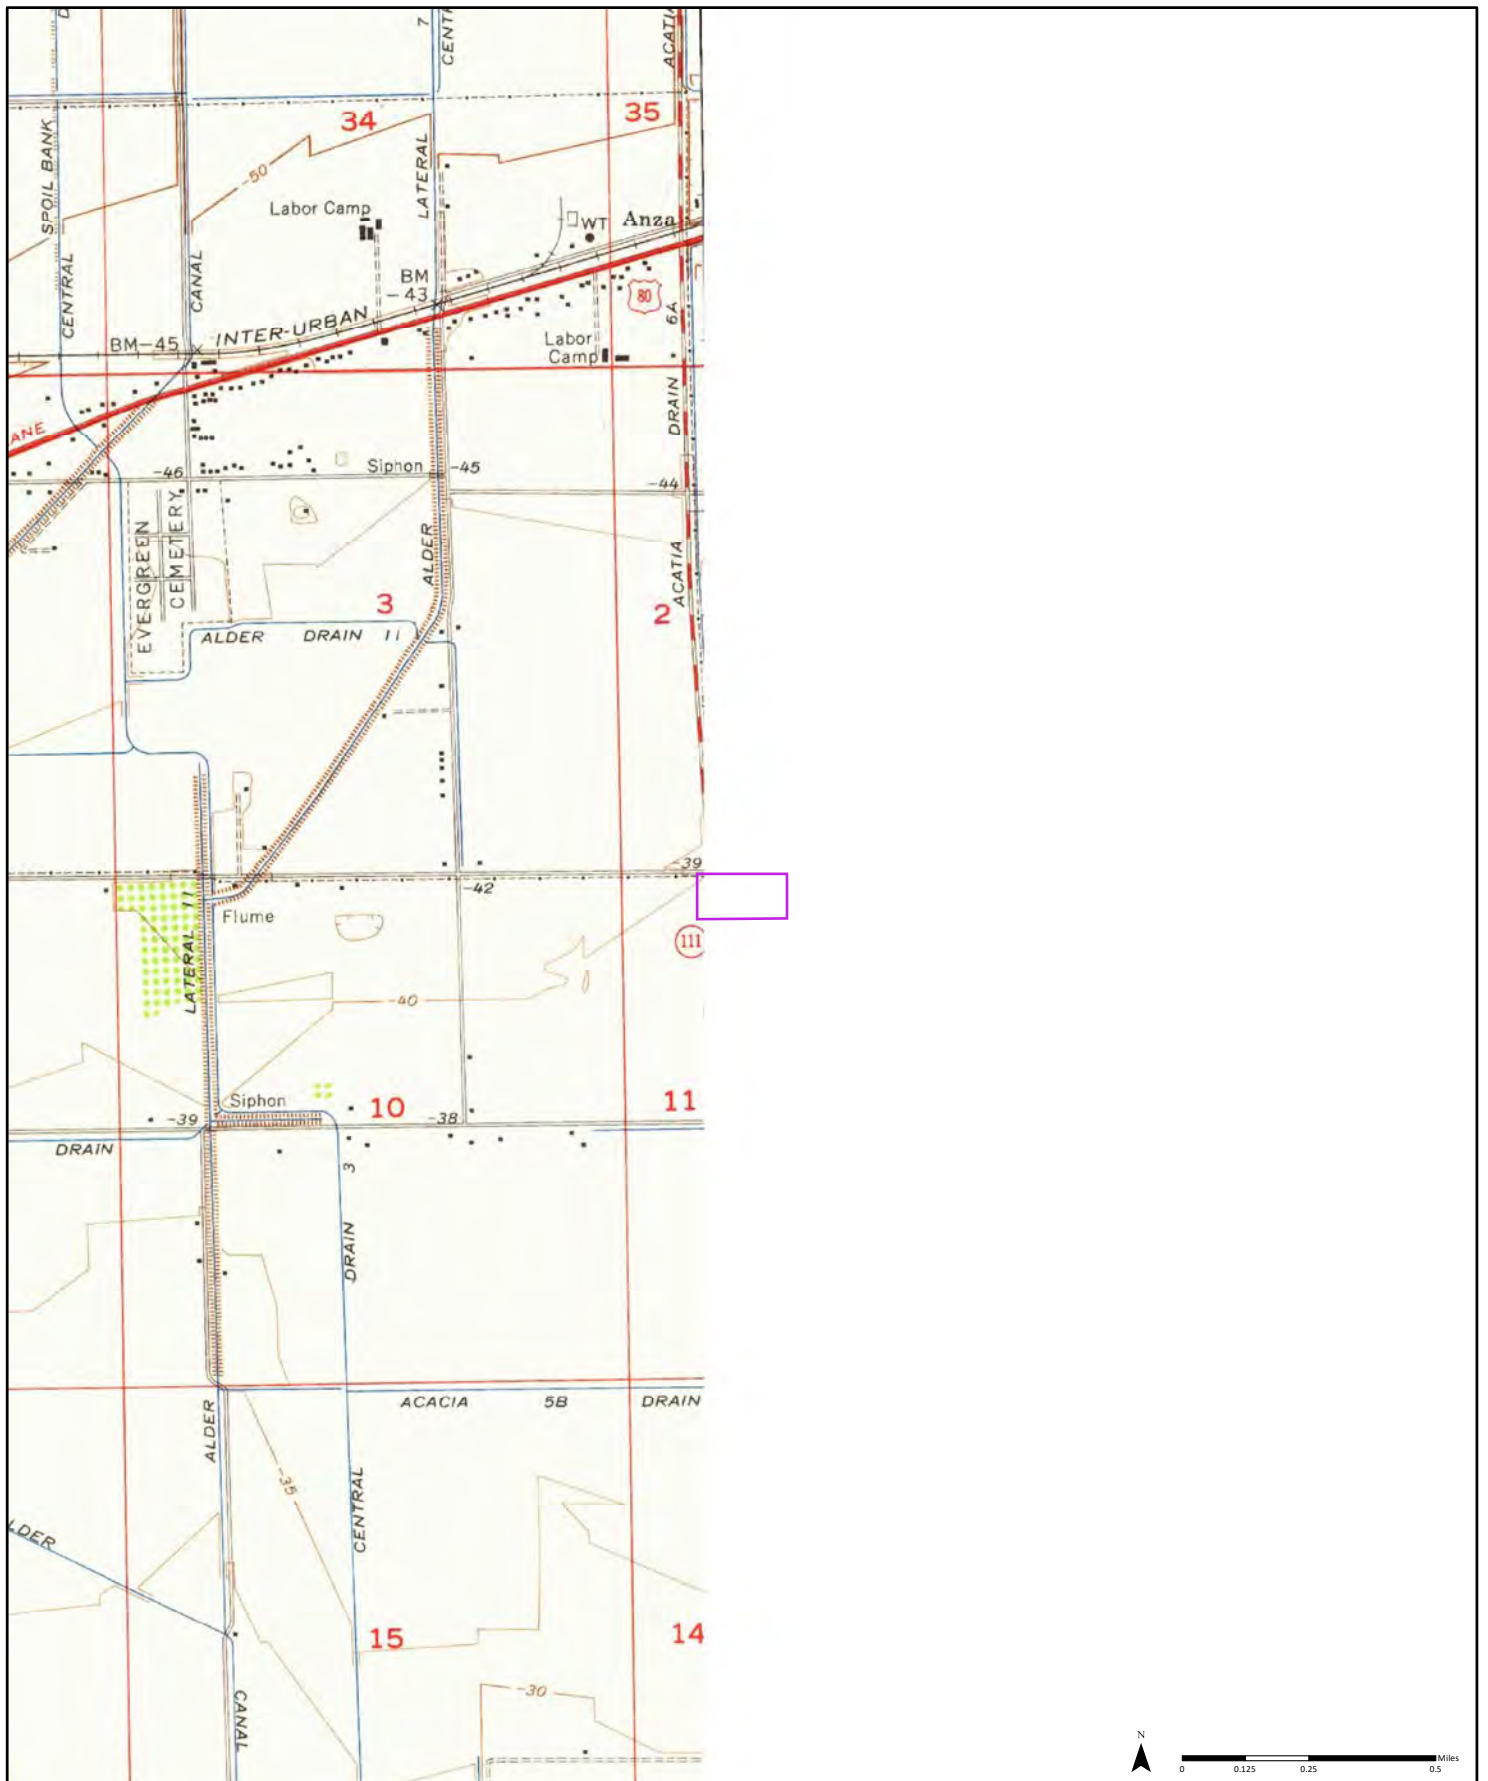 7
CENTR
ACATIA
34
35
SPOIL BANK
-50
LATERAL
Labor Camp
WT
Anza
CENTRAL
CANAL
BM
-43
80
6A
INTER-URBAN
BM-45
Labor
Camp
DRAIN
ANE
-46
Siphon
-45
-44
EVERGREEN
CEMETERY
ALDER
ACATIA
3
2
ALDER DRAIN 11
-39
LATERAL 11
-42
Flume
111
-40
Siphon
-39
10
-38
11
DRAIN
3
DRAIN
ACACIA 5B DRAIN
ALDER
-35
CENTRAL
LDER
15
14
-30
CANAL
N
0 0.125 0.25 0.5 Miles